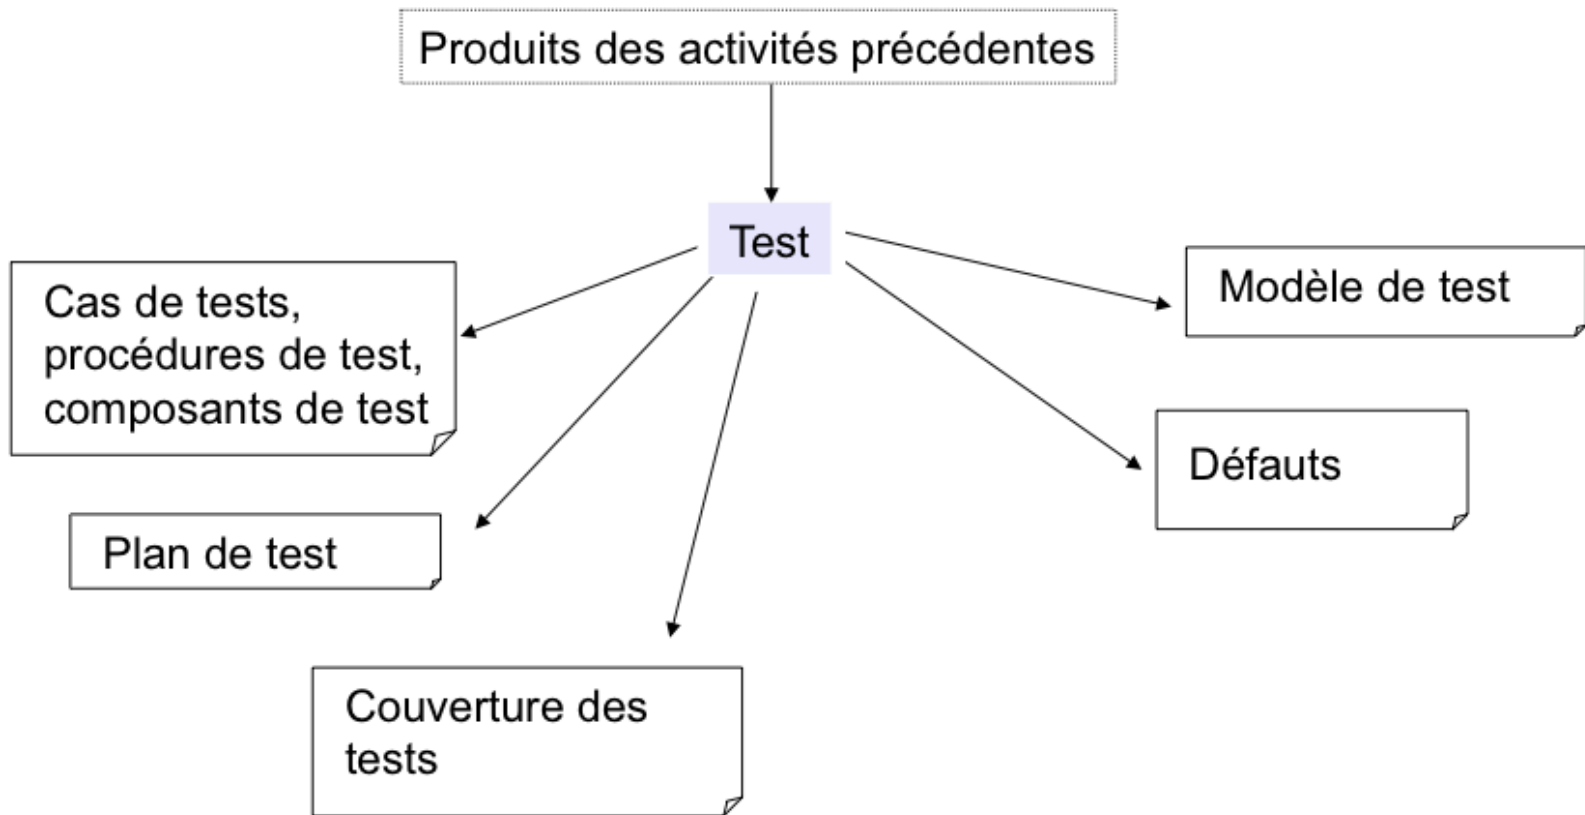 Produits des activités précédentes
Test
Cas de tests,
procédures de test,
composants de test
Modèle de test
Défauts
Plan de test
Couverture des
tests